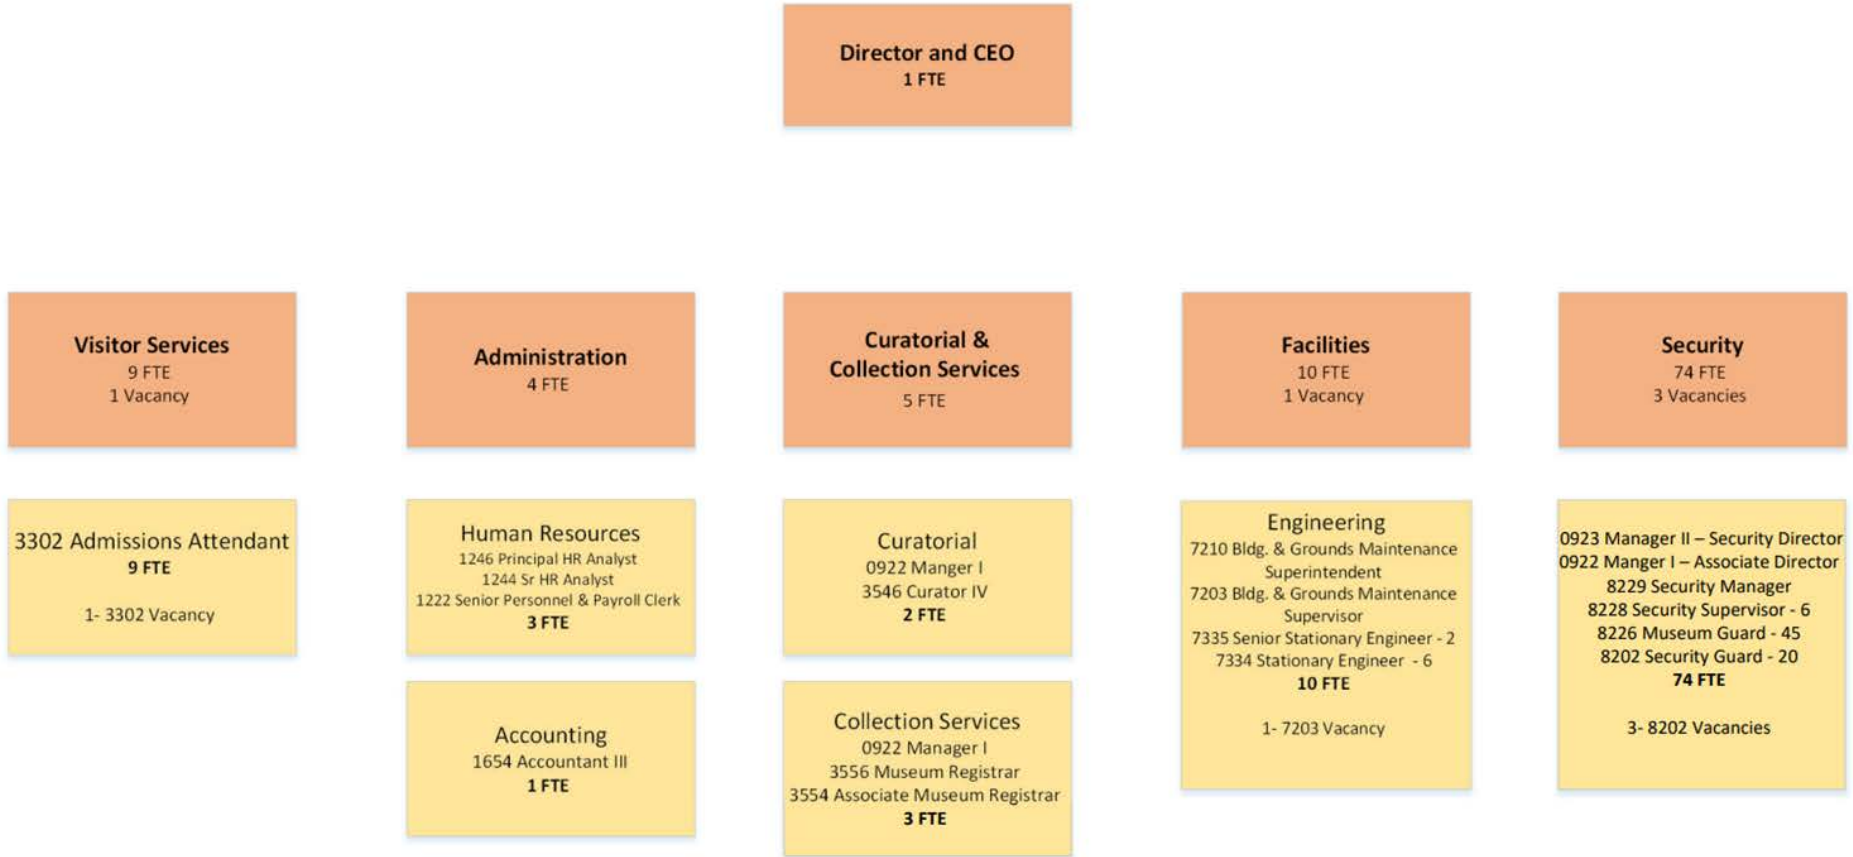 Director and CEO
1 FTE
Visitor Services
9 FTE
1 Vacancy
Administration
4 FTE
Curatorial &
Collection Services
5 FTE
Facilities
10 FTE
1 Vacancy
Security
74 FTE
3 Vacancies
3302 Admissions Attendant
9 FTE
1- 3302 Vacancy
Human Resources
1246 Principal HR Analyst
1244 Sr HR Analyst
1222 Senior Personnel & Payroll Clerk
3 FTE
Accounting
1654 Accountant III
1 FTE
Curatorial
0922 Manger I
3546 Curator IV
2 FTE
Collection Services
0922 Manager I
3556 Museum Registrar
3554 Associate Museum Registrar
3 FTE
Engineering
7210 Bldg. & Grounds Maintenance
Superintendent
7203 Bldg. & Grounds Maintenance
Supervisor
7335 Senior Stationary Engineer - 2
7334 Stationary Engineer - 6
10 FTE
1- 7203 Vacancy
0923 Manager II – Security Director
0922 Manger I – Associate Director
8229 Security Manager
8228 Security Supervisor - 6
8226 Museum Guard - 45
8202 Security Guard - 20
74 FTE
3- 8202 Vacancies